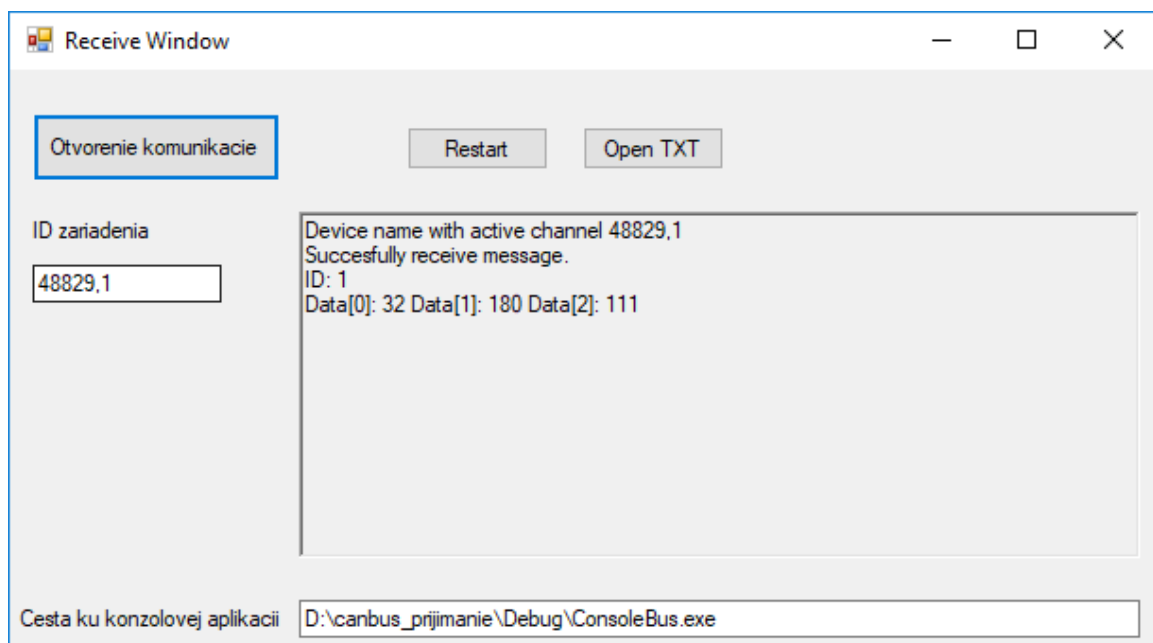 Receive Window
Otvorenie komunikacie
Restart
Open TXT
ID zariadenia
48829,1
Device name with active channel 48829,1
Succesfully receive message.
ID: 1
Data[0]: 32 Data[1]: 180 Data[2]: 111
Cesta ku konzolovej aplikacii
D:\canbus_prijimanie\Debug\ConsoleBus.exe